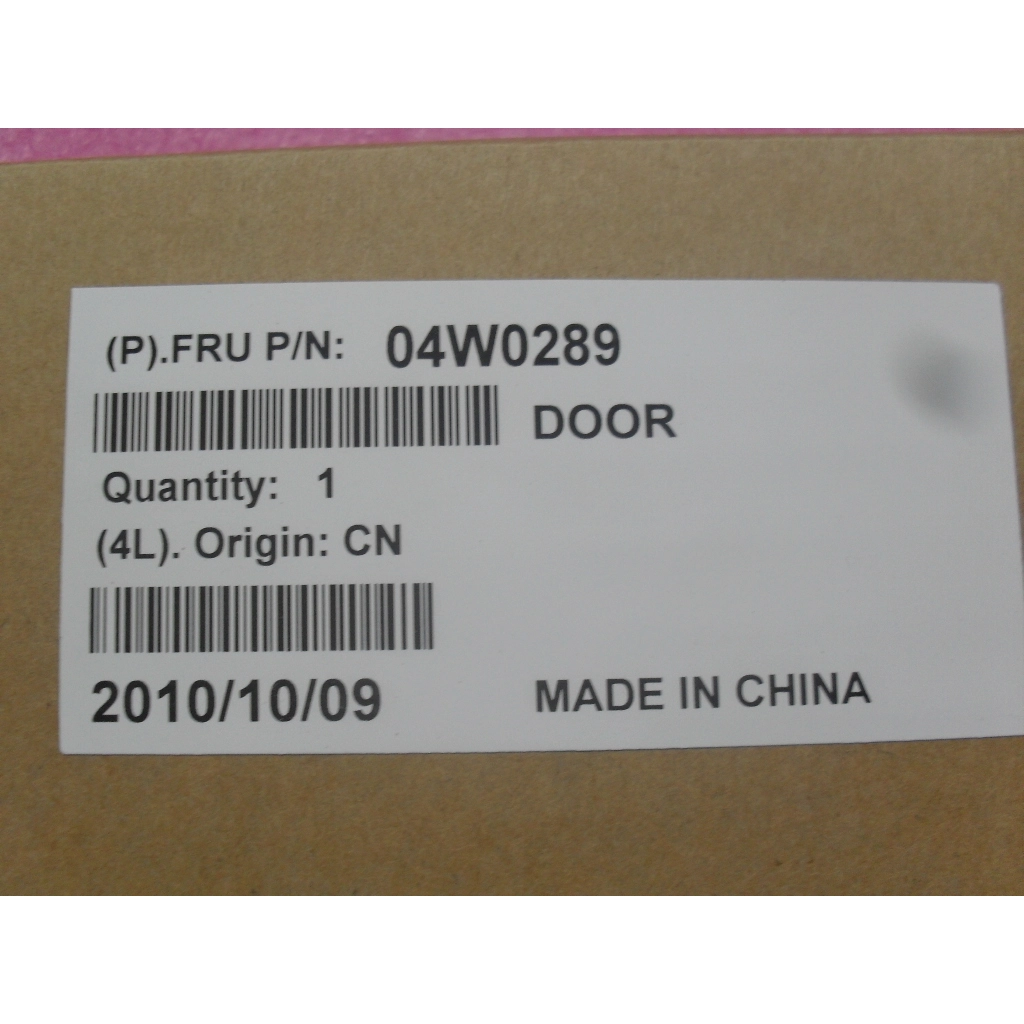 (P).FRU P/N: 04W0289
DOOR
Quantity: 1
(4L). Origin: CN
2010/10/09 MADE IN CHINA